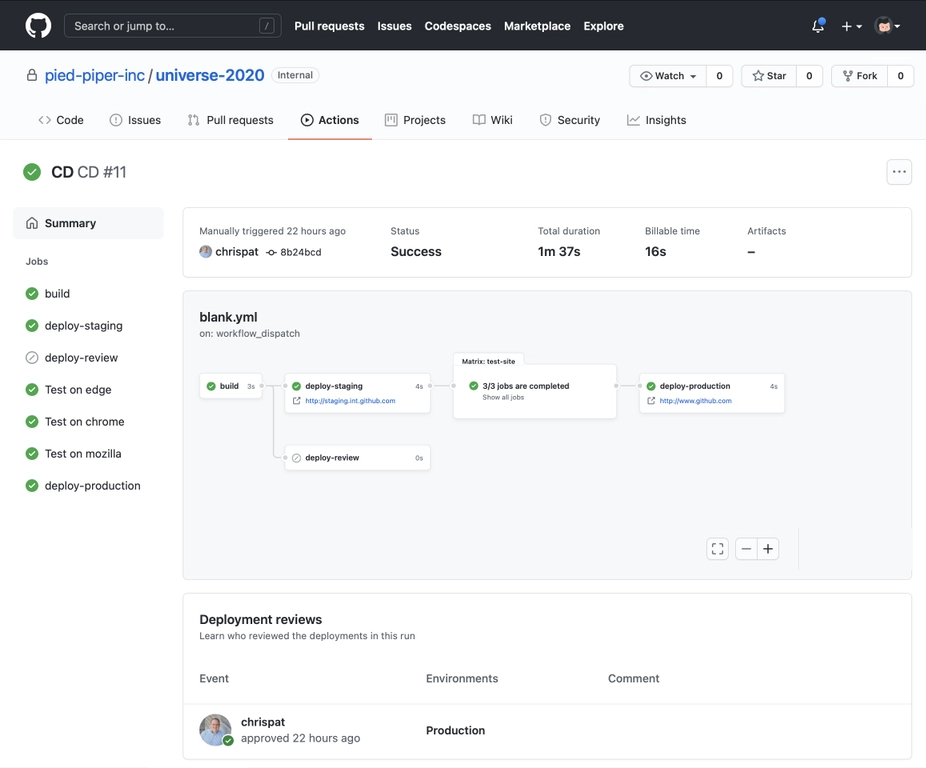 Search or jump to... /
Pull requests Issues Codespaces Marketplace Explore
pied-piper-inc / universe-2020 Internal
Watch 0 Star 0 Fork 0
Code Issues Pull requests Actions Projects Wiki Security Insights
CD CD #11
Summary
Jobs
build
deploy-staging
deploy-review
Test on edge
Test on chrome
Test on mozilla
deploy-production
Manually triggered 22 hours ago
chrispat 8b24bcd
Status
Success
Total duration
1m 37s
Billable time
16s
Artifacts
–
blank.yml
on: workflow_dispatch
build 3s
deploy-staging 4s
http://staging.int.github.com
Matrix: test-site
3/3 jobs are completed
Show all jobs
deploy-production 4s
http://www.github.com
deploy-review 0s
Deployment reviews
Learn who reviewed the deployments in this run
Event Environments Comment
chrispat
approved 22 hours ago
Production